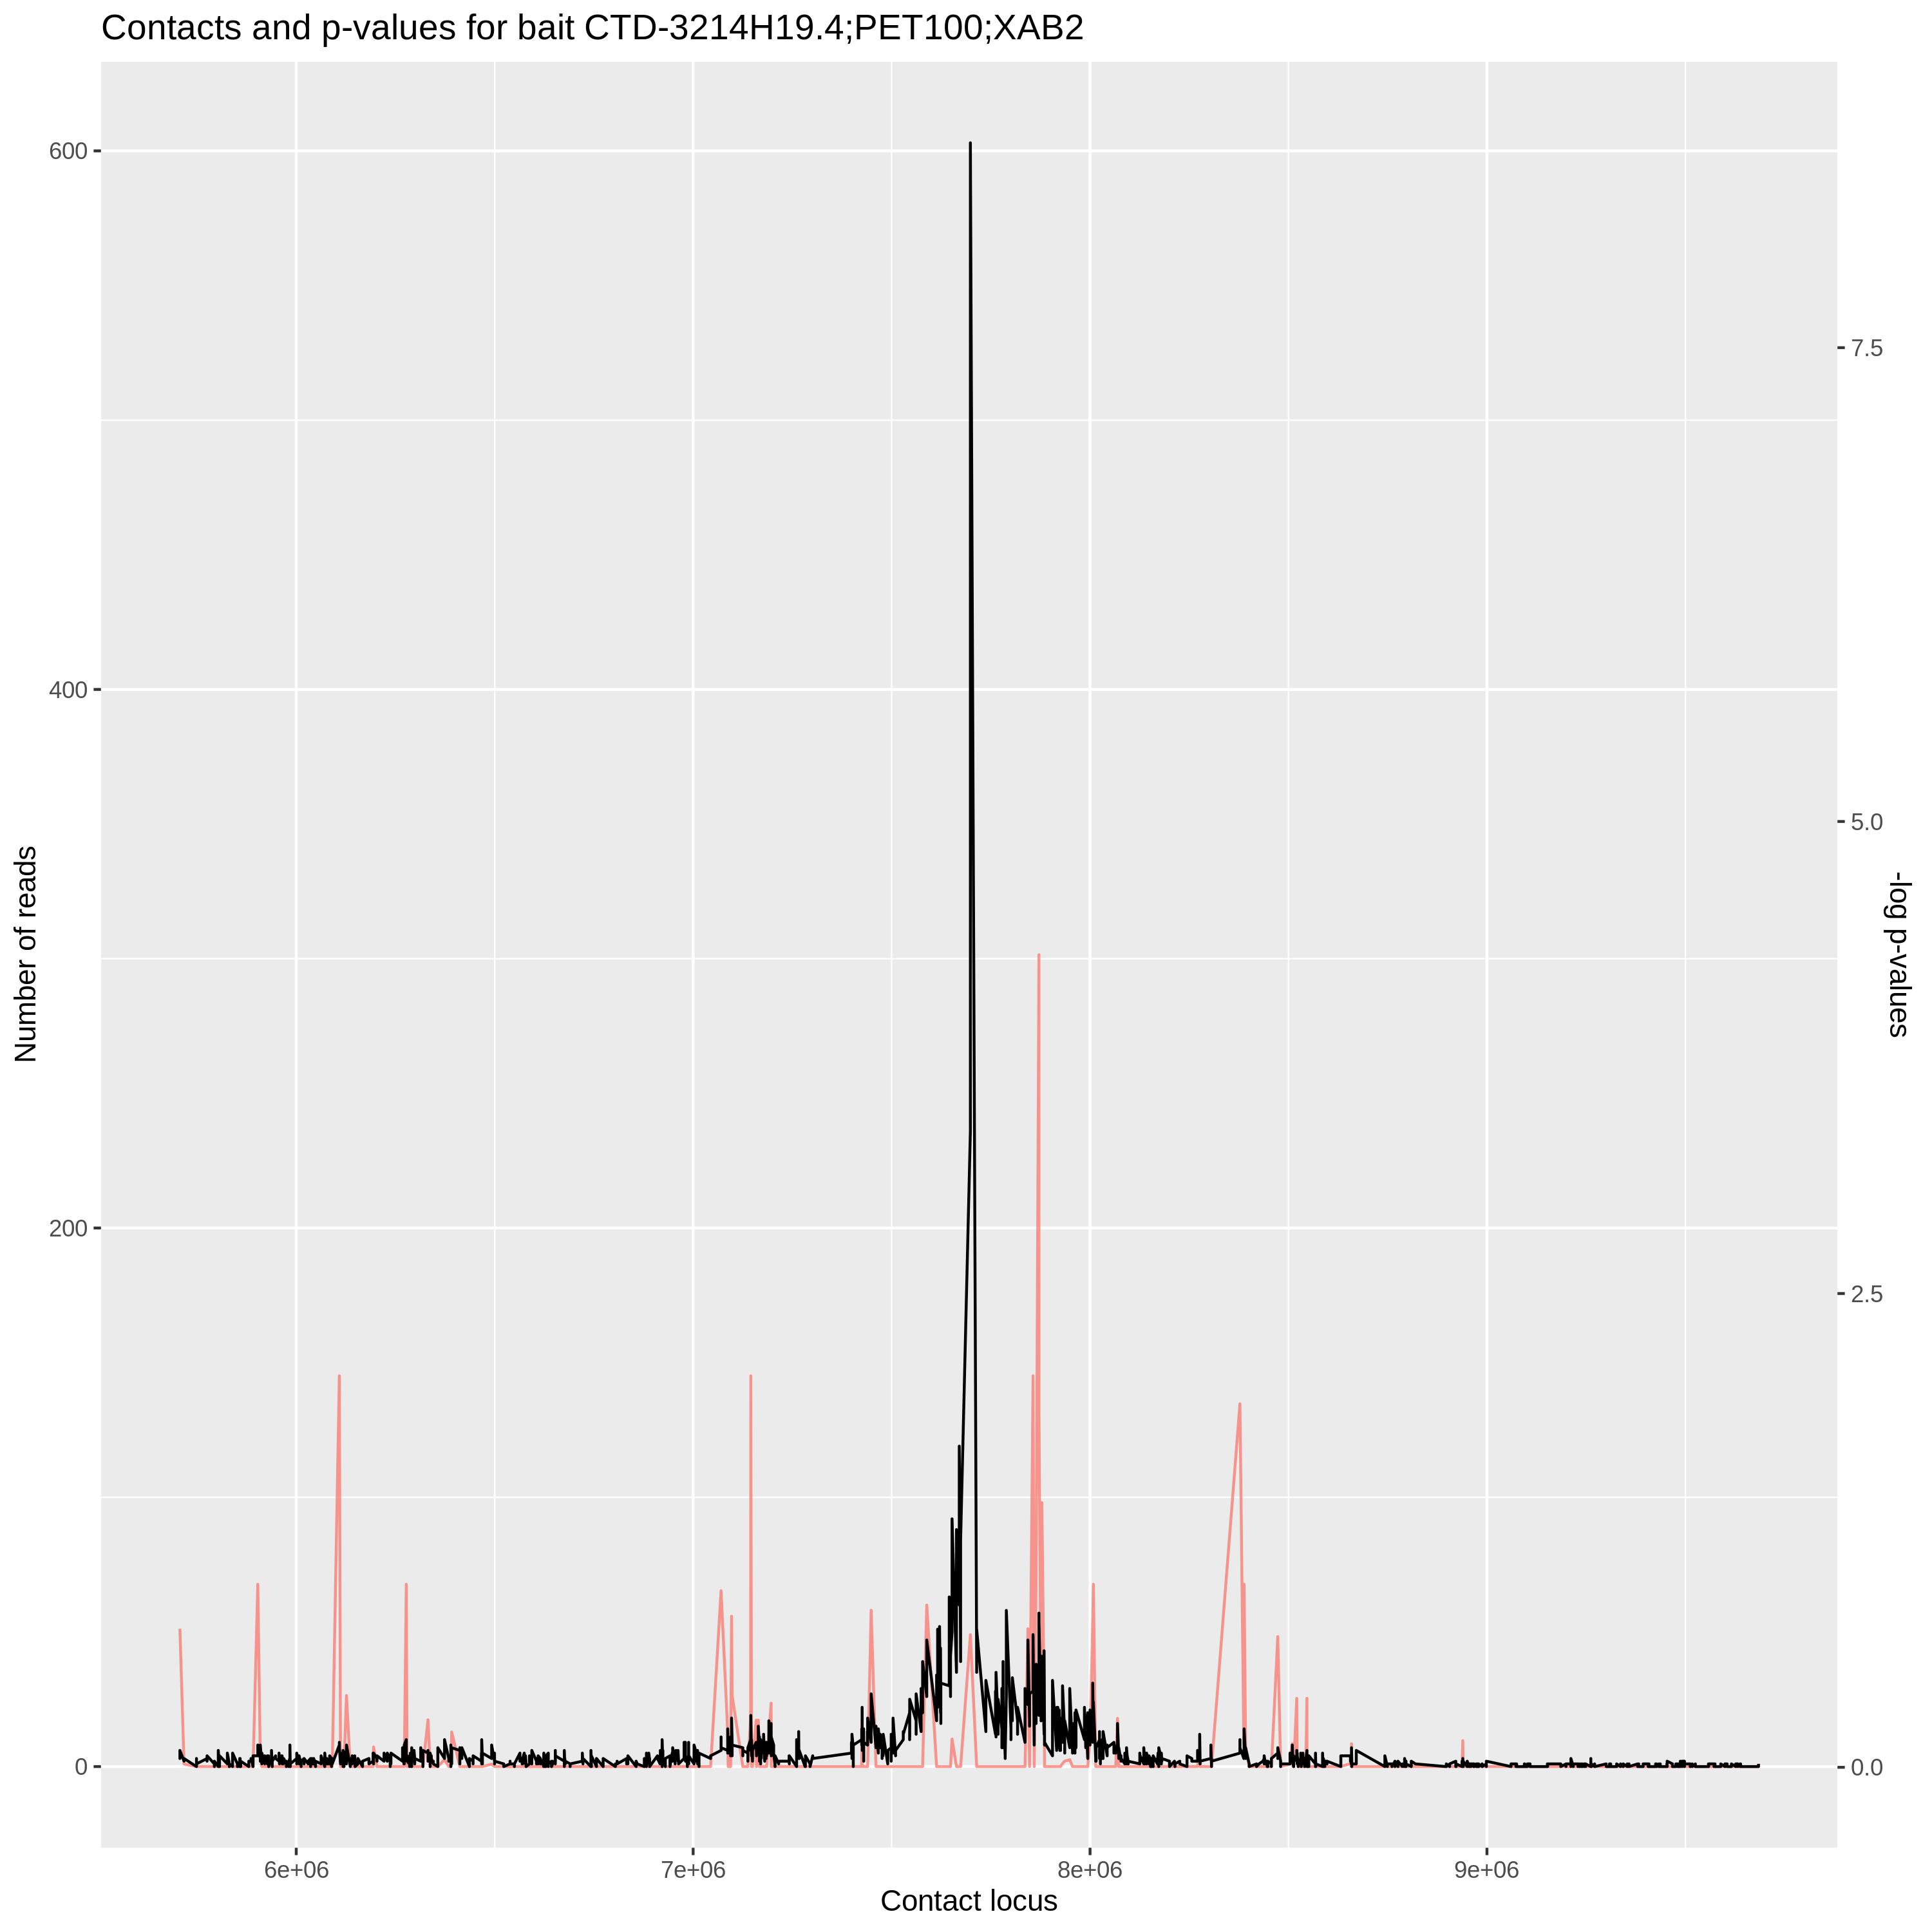 Contacts and p-values for bait CTD-3214H19.4;PET100;XAB2
600
400
200
0
Number of reads
7.5
5.0
2.5
0.0
-log p-values
6e+06
7e+06
8e+06
9e+06
Contact locus